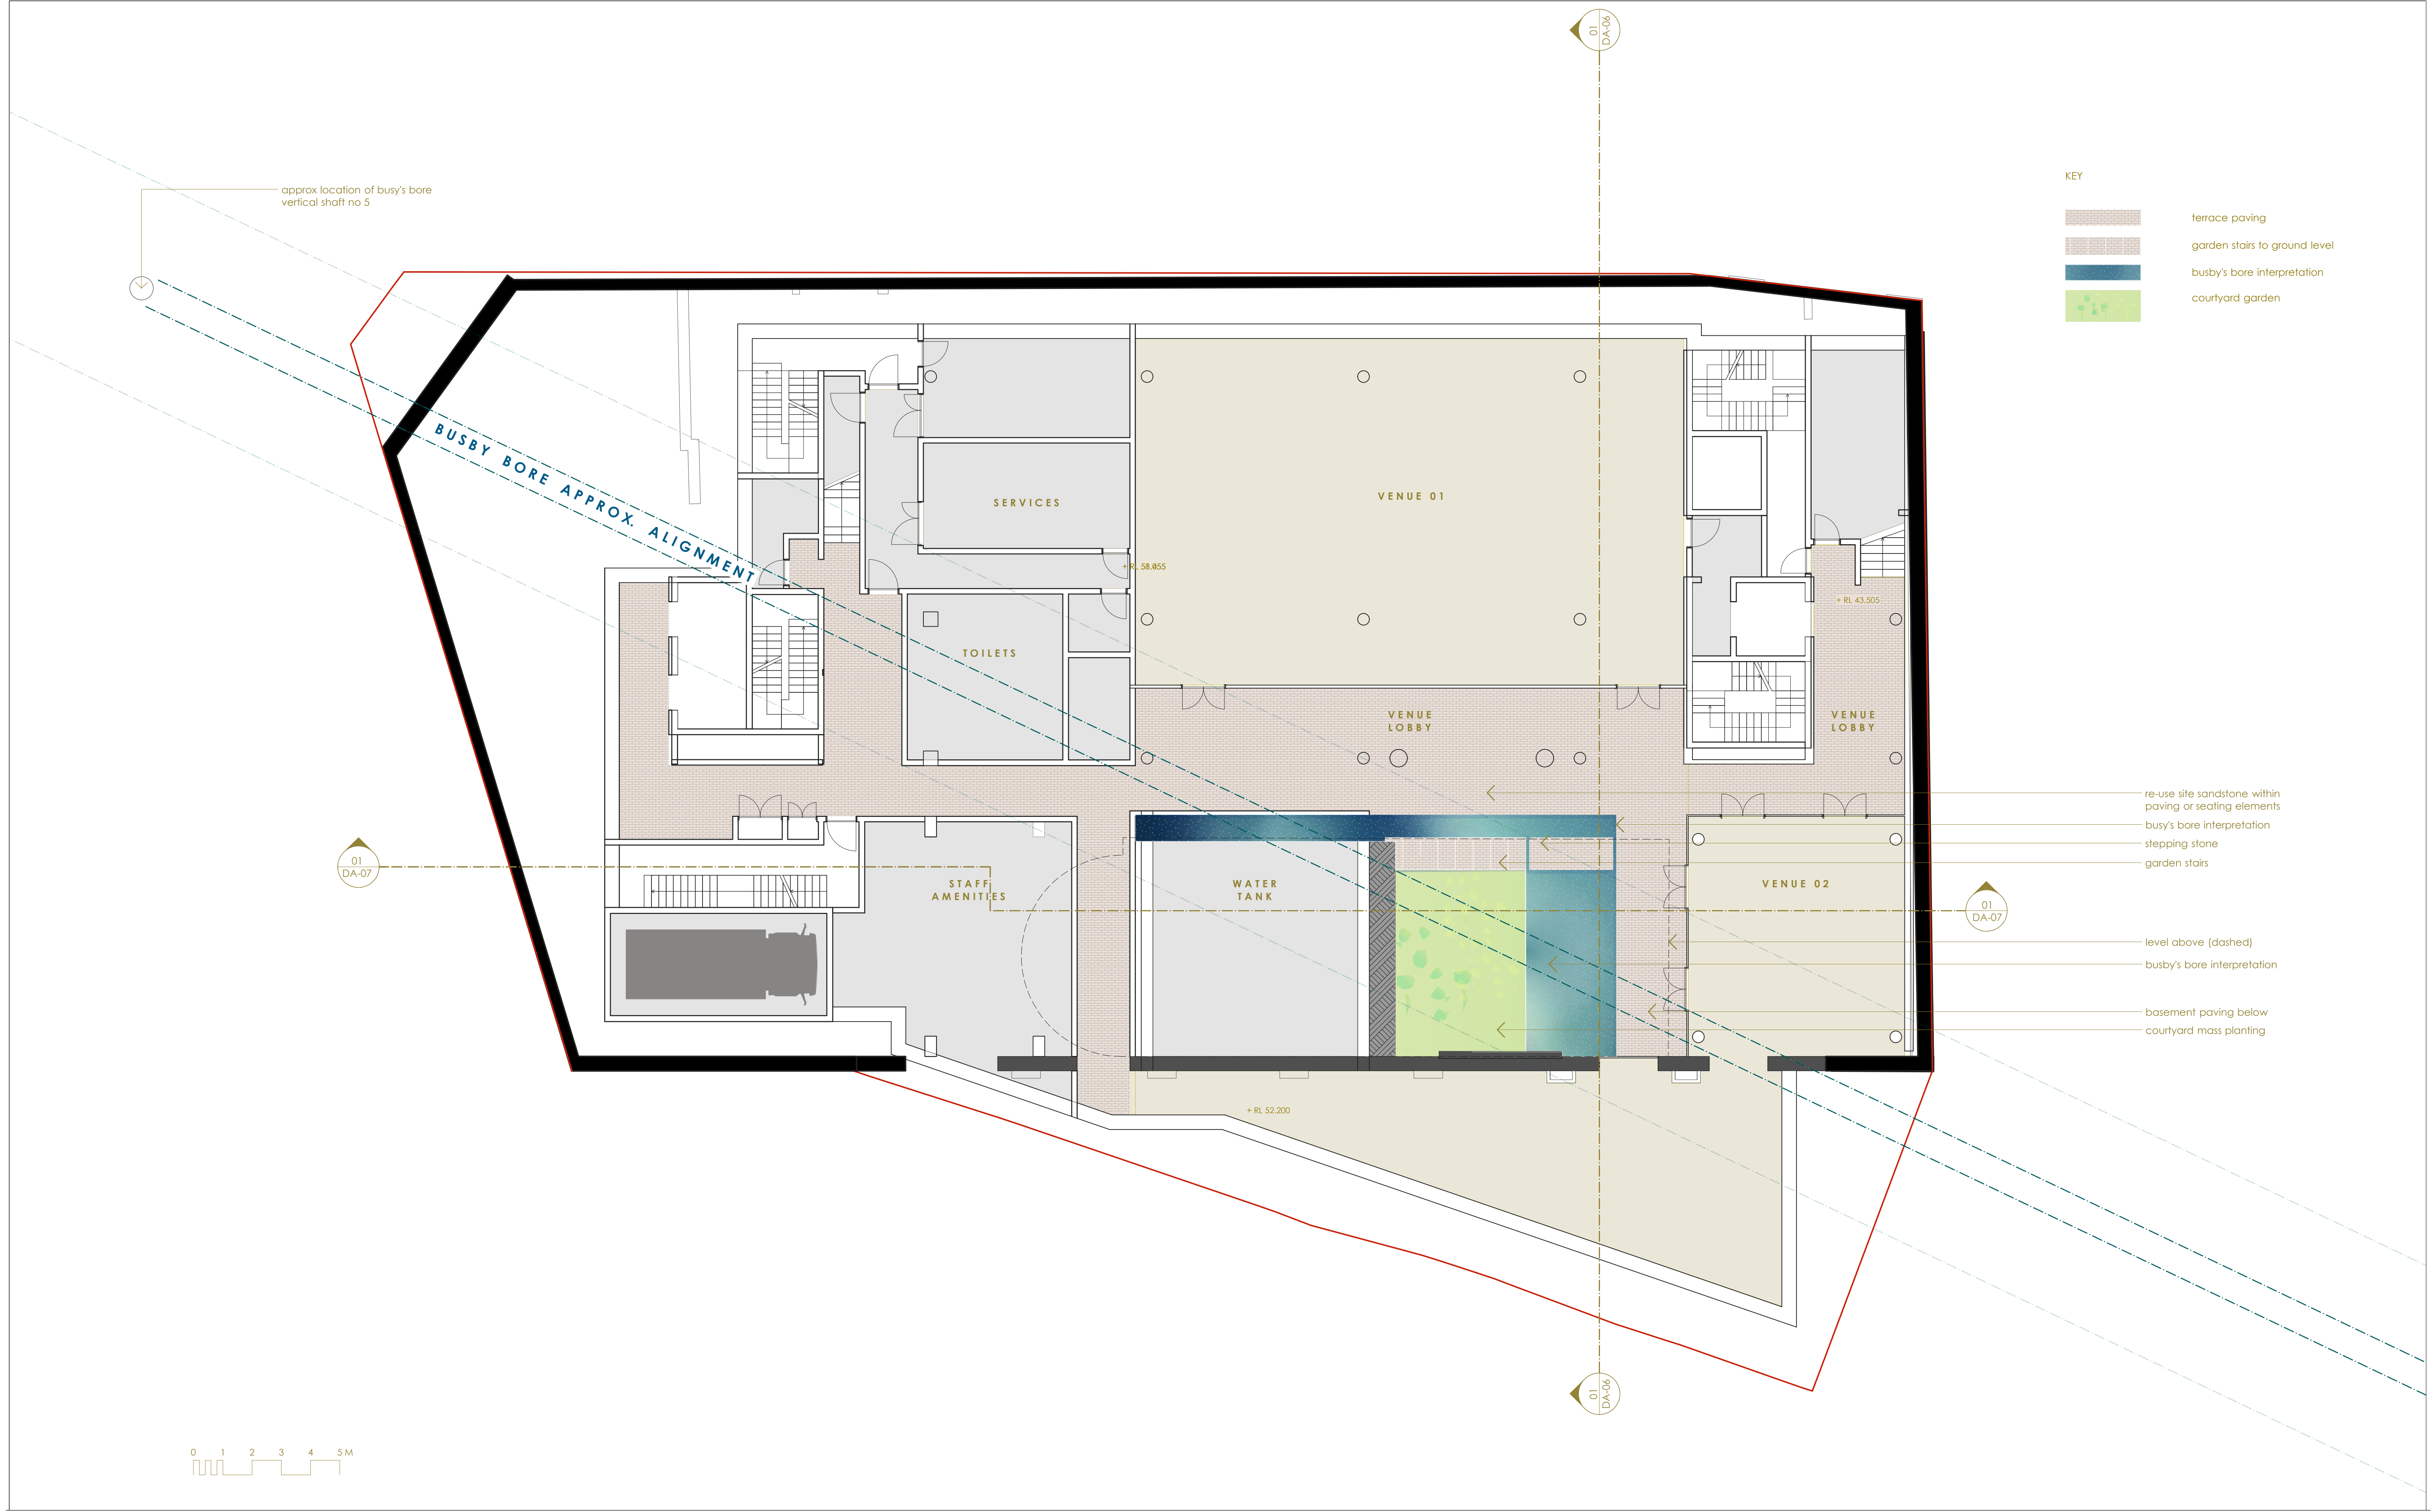 01
DA-06
approx location of busy's bore
vertical shaft no 5
KEY
terrace paving
garden stairs to ground level
busby's bore interpretation
courtyard garden
BUSBY BORE APPROX. ALIGNMENT
SERVICES
VENUE 01
+ RL 43.505
TOILETS
VENUE
LOBBY
VENUE
LOBBY
re-use site sandstone within
paving or seating elements
busy's bore interpretation
stepping stone
garden stairs
01
DA-07
STAFF
AMENITIES
WATER
TANK
VENUE 02
01
DA-07
level above (dashed)
busby's bore interpretation
basement paving below
courtyard mass planting
+ RL 52.200
01
DA-06
0 1 2 3 4 5 M